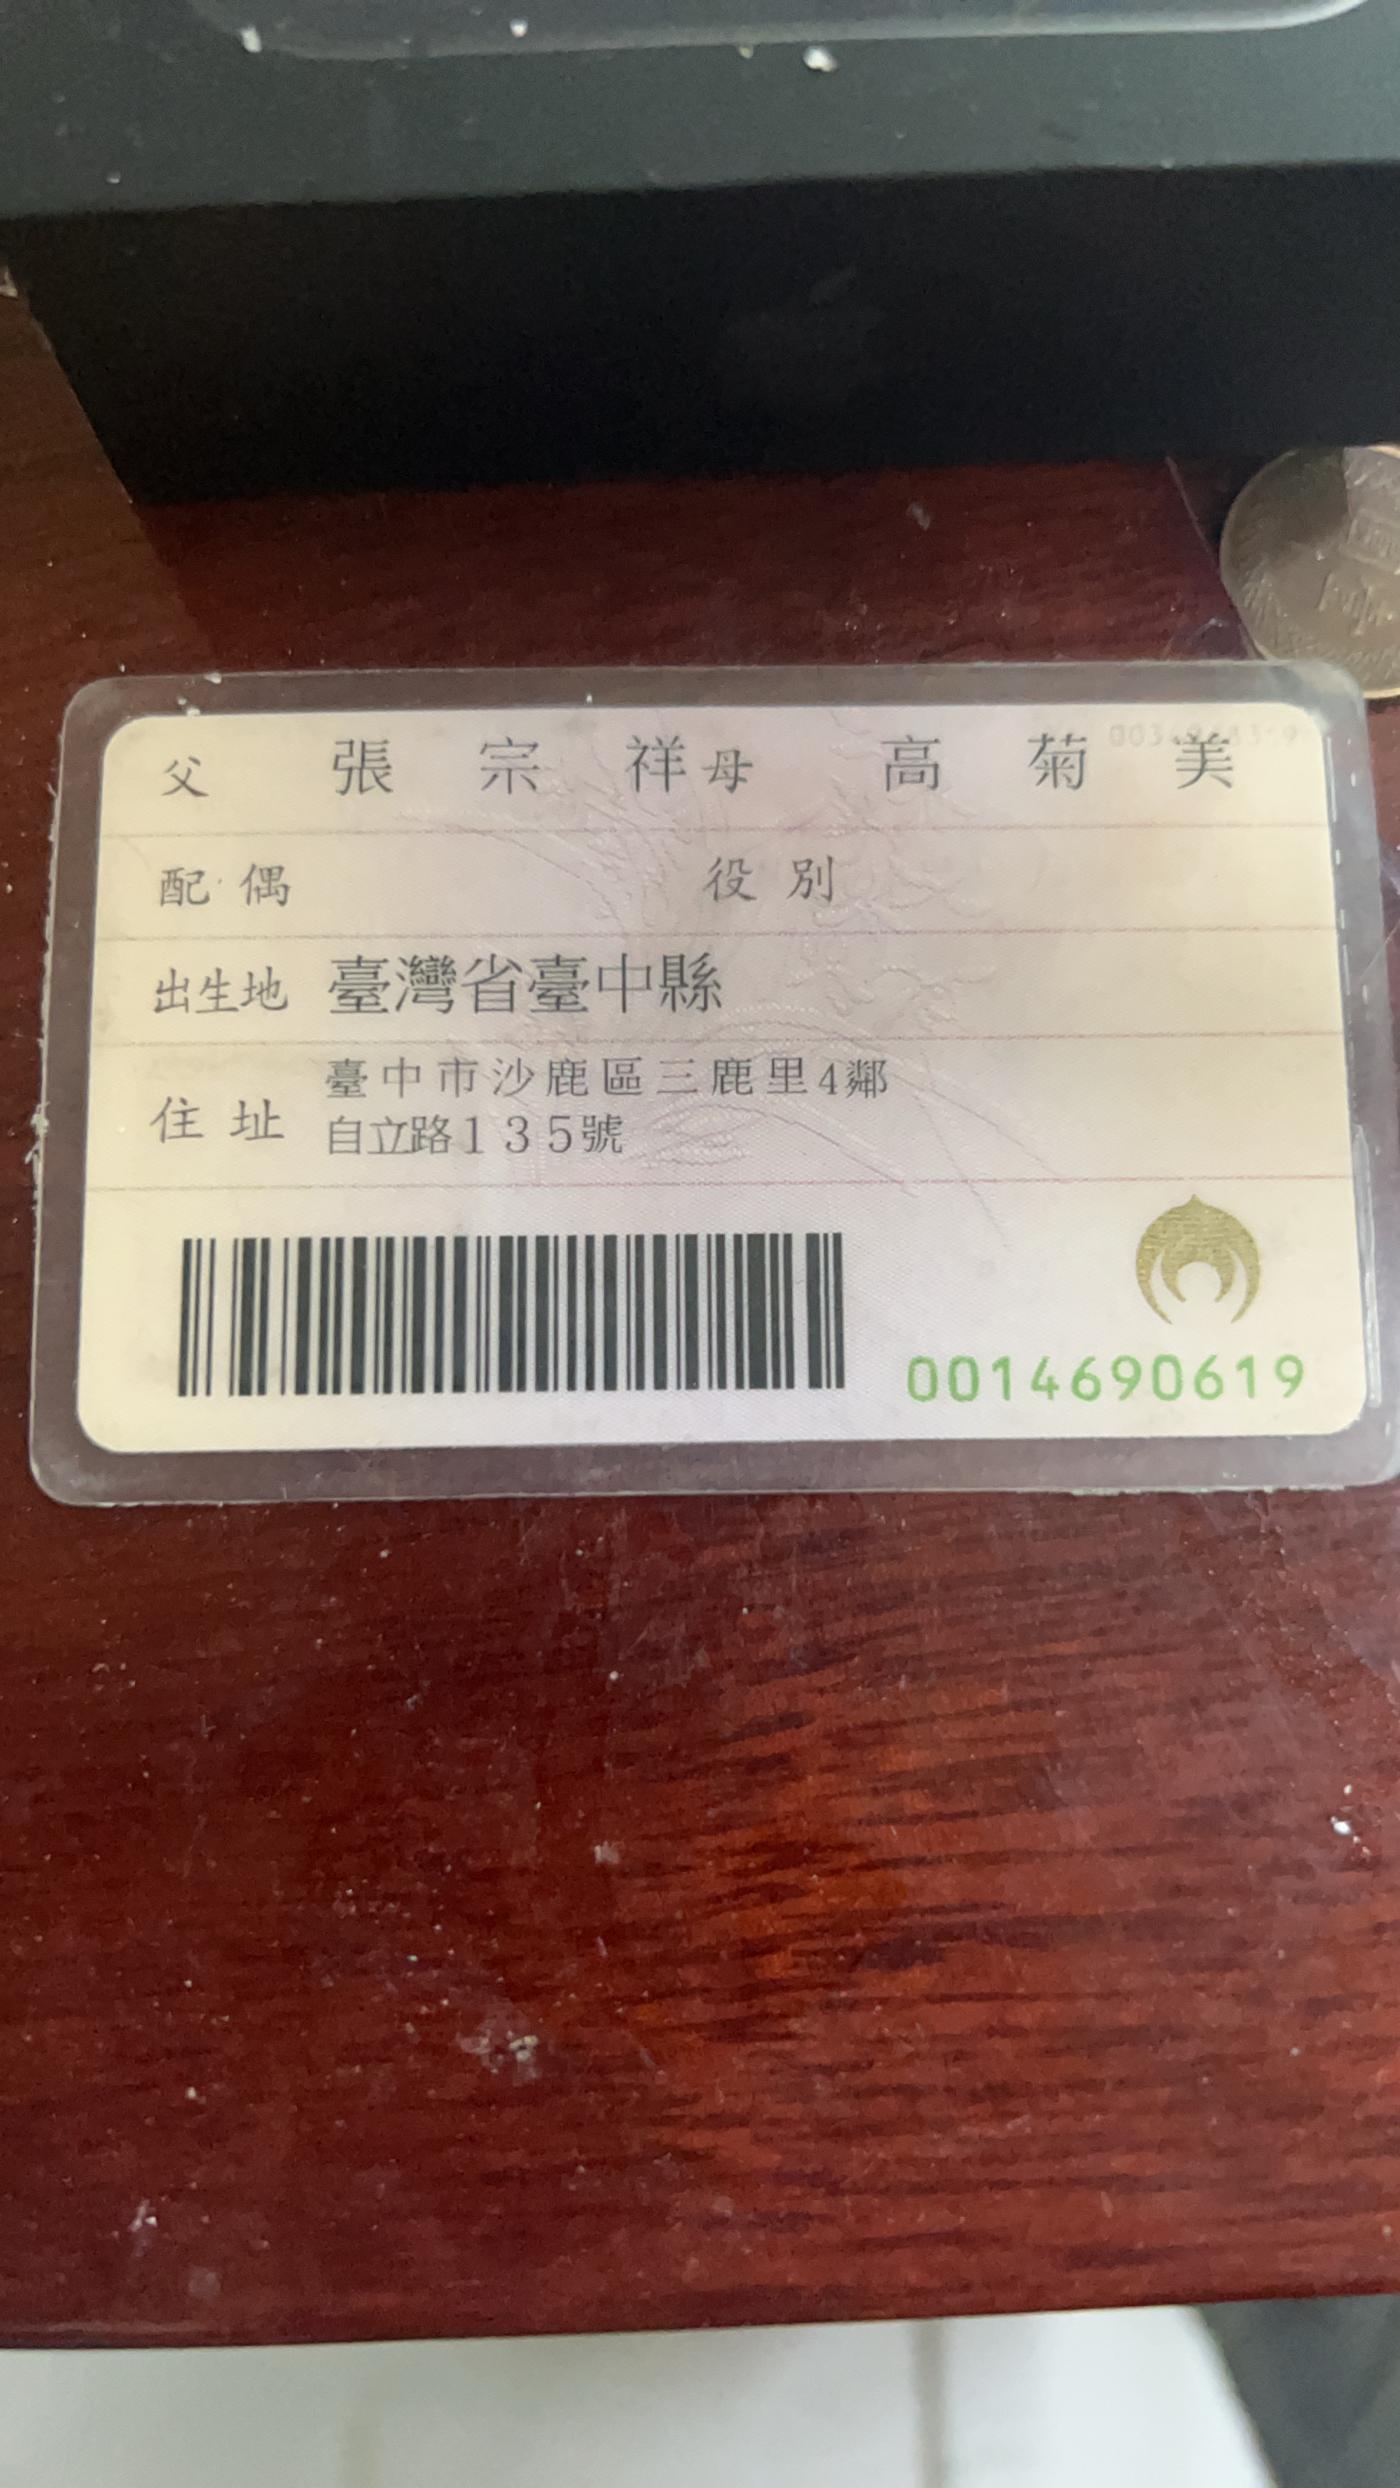 父 張宗祥 母 高菊美
配偶 役別
出生地 臺灣省臺中縣
住址 臺中市沙鹿區三鹿里4鄰
自立路135號
0014690619